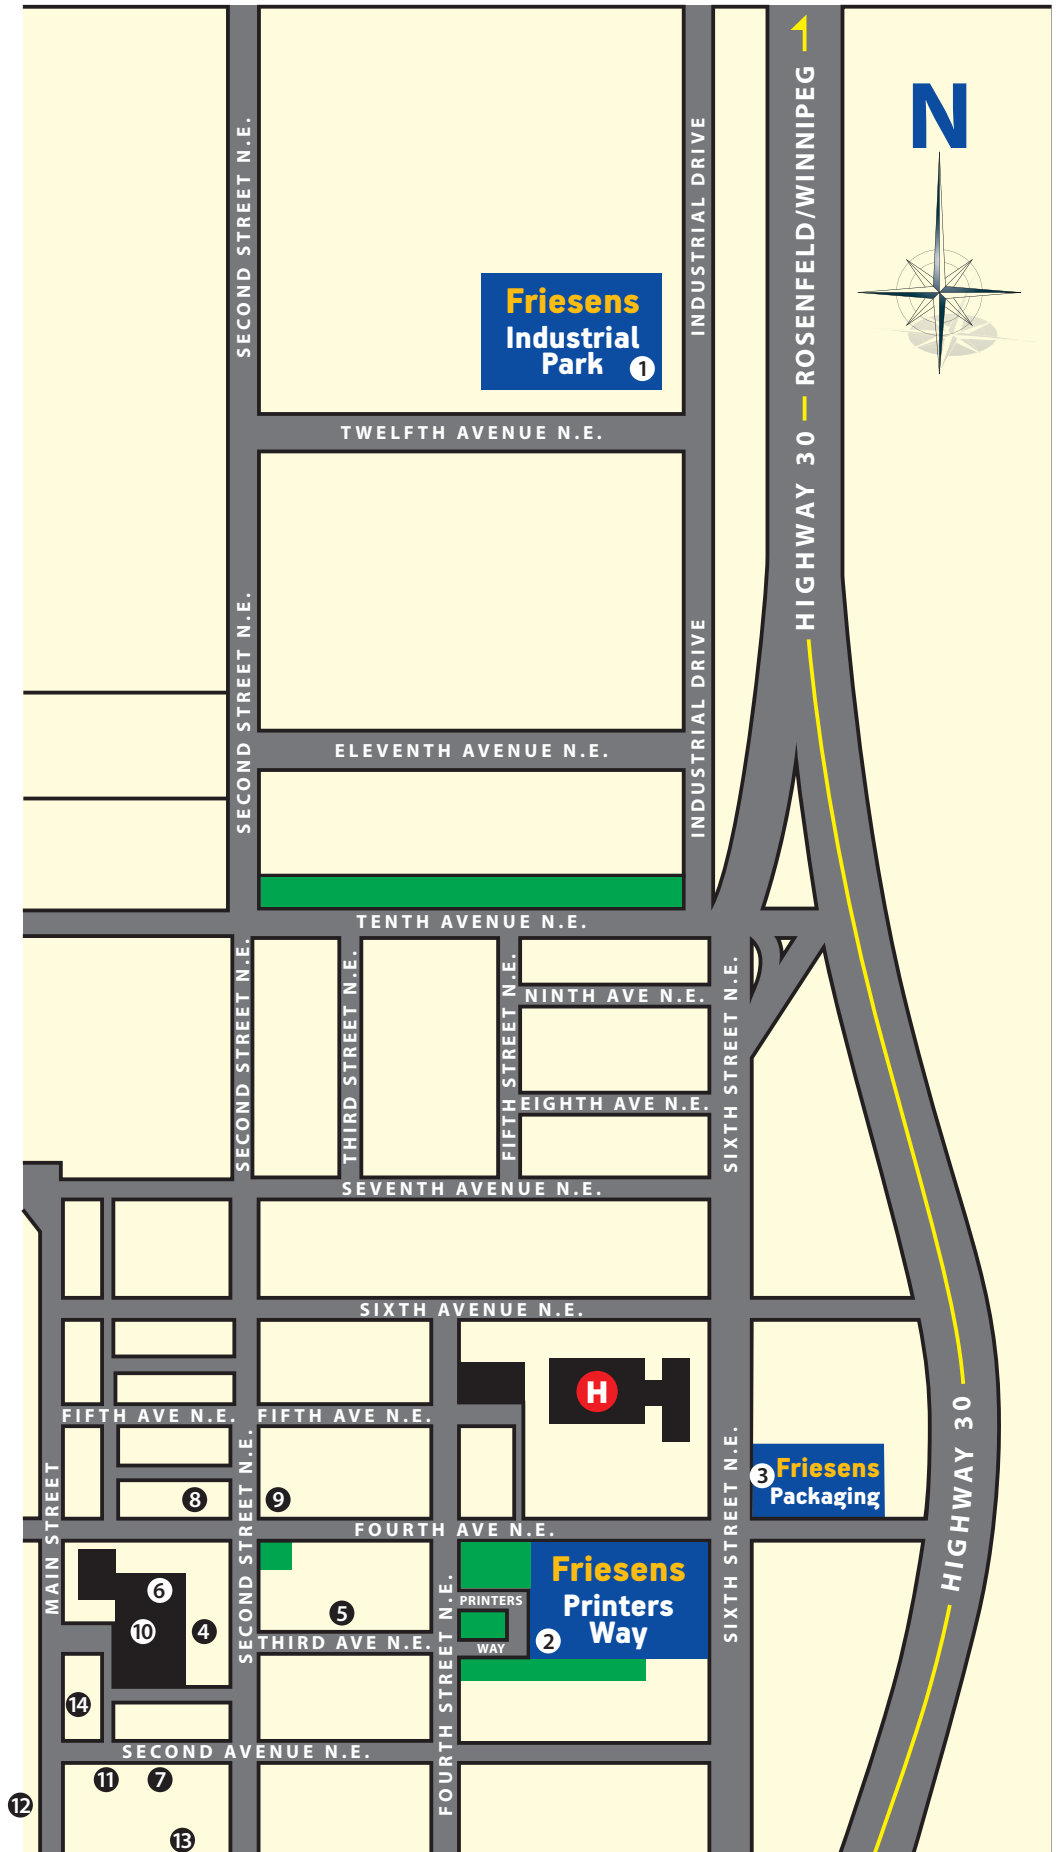 N
SECOND STREET N.E.
INDUSTRIAL DRIVE
HIGHWAY 30 — ROSENFELD/WINNIPEG
Friesens
Industrial
Park 1
TWELFTH AVENUE N.E.
SECOND STREET N.E.
INDUSTRIAL DRIVE
ELEVENTH AVENUE N.E.
TENTH AVENUE N.E.
SECOND STREET N.E.
THIRD STREET N.E.
FIFTH STREET N.E.
SIXTH STREET N.E.
NINTH AVE N.E.
EIGHTH AVE N.E.
SEVENTH AVENUE N.E.
SIXTH AVENUE N.E.
H
FIFTH AVE N.E.
FIFTH AVE N.E.
HIGHWAY 30
MAIN STREET
SECOND STREET N.E.
SIXTH STREET N.E.
3 Friesens
Packaging
8
9
FOURTH AVE N.E.
Friesens
Printers
Way
2
PRINTERS
WAY
FOURTH STREET N.E.
6
10
4
5
THIRD AVE N.E.
14
SECOND AVENUE N.E.
11
7
12
13